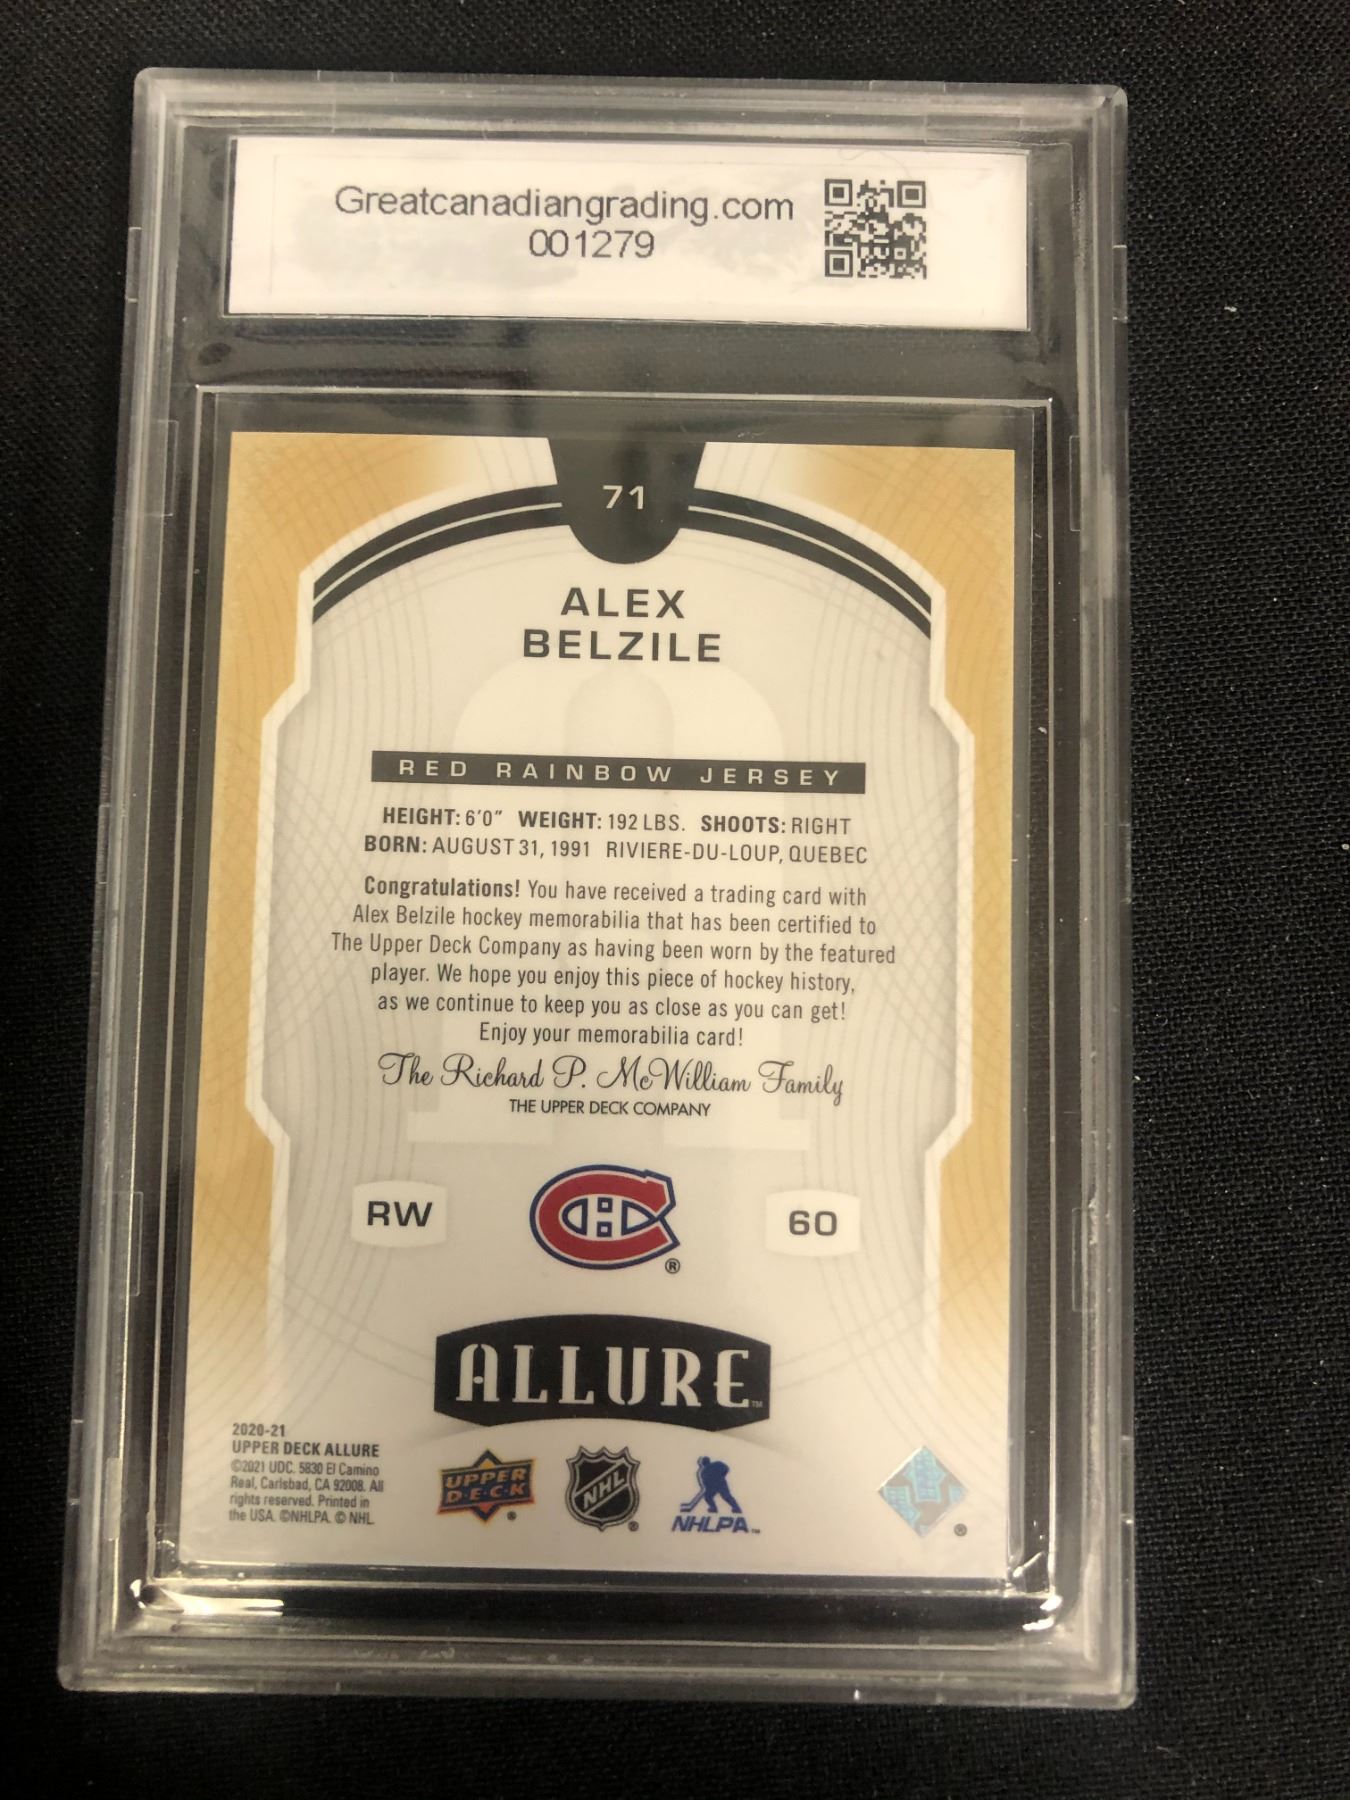 Greatcanadiangrading.com
001279
71
ALEX
BELZILE
RED RAINBOW JERSEY
HEIGHT: 6'0" WEIGHT: 192 LBS. SHOOTS: RIGHT
BORN: AUGUST 31, 1991 RIVIERE-DU-LOUP, QUEBEC
Congratulations! You have received a trading card with
Alex Belzile hockey memorabilia that has been certified to
The Upper Deck Company as having been worn by the featured
player. We hope you enjoy this piece of hockey history,
as we continue to keep you as close as you can get!
Enjoy your memorabilia card!
The Richard P. McWilliam Family
THE UPPER DECK COMPANY
RW
60
®
ALLURE™
2020-21
UPPER DECK ALLURE
©2021 UDC. 5830 El Camino
Real, Carlsbad, CA 92008. All
rights reserved. Printed in
the USA. ©NHLPA. © NHL.
UPPER
D·E·C·K
®
NHL
®
NHLPA™
®